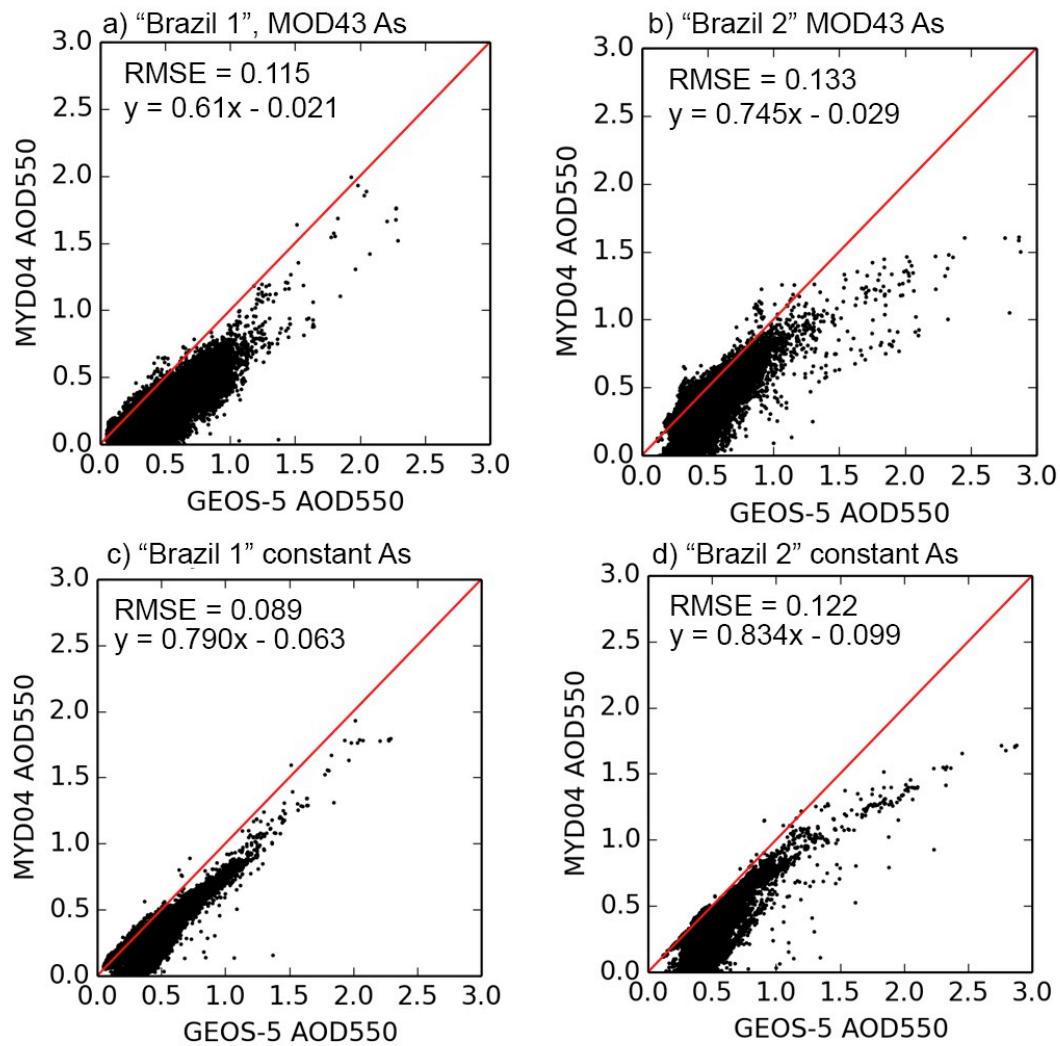 a) “Brazil 1”, MOD43 As
3.0
2.5
2.0
1.5
1.0
0.5
0.0
RMSE = 0.115
y = 0.61x - 0.021
MYD04 AOD550
0.0 0.5 1.0 1.5 2.0 2.5 3.0
GEOS-5 AOD550
b) “Brazil 2” MOD43 As
3.0
2.5
2.0
1.5
1.0
0.5
0.0
RMSE = 0.133
y = 0.745x - 0.029
MYD04 AOD550
0.0 0.5 1.0 1.5 2.0 2.5 3.0
GEOS-5 AOD550
c) “Brazil 1” constant As
3.0
2.5
2.0
1.5
1.0
0.5
0.0
RMSE = 0.089
y = 0.790x - 0.063
MYD04 AOD550
0.0 0.5 1.0 1.5 2.0 2.5 3.0
GEOS-5 AOD550
d) “Brazil 2” constant As
3.0
2.5
2.0
1.5
1.0
0.5
0.0
RMSE = 0.122
y = 0.834x - 0.099
MYD04 AOD550
0.0 0.5 1.0 1.5 2.0 2.5 3.0
GEOS-5 AOD550